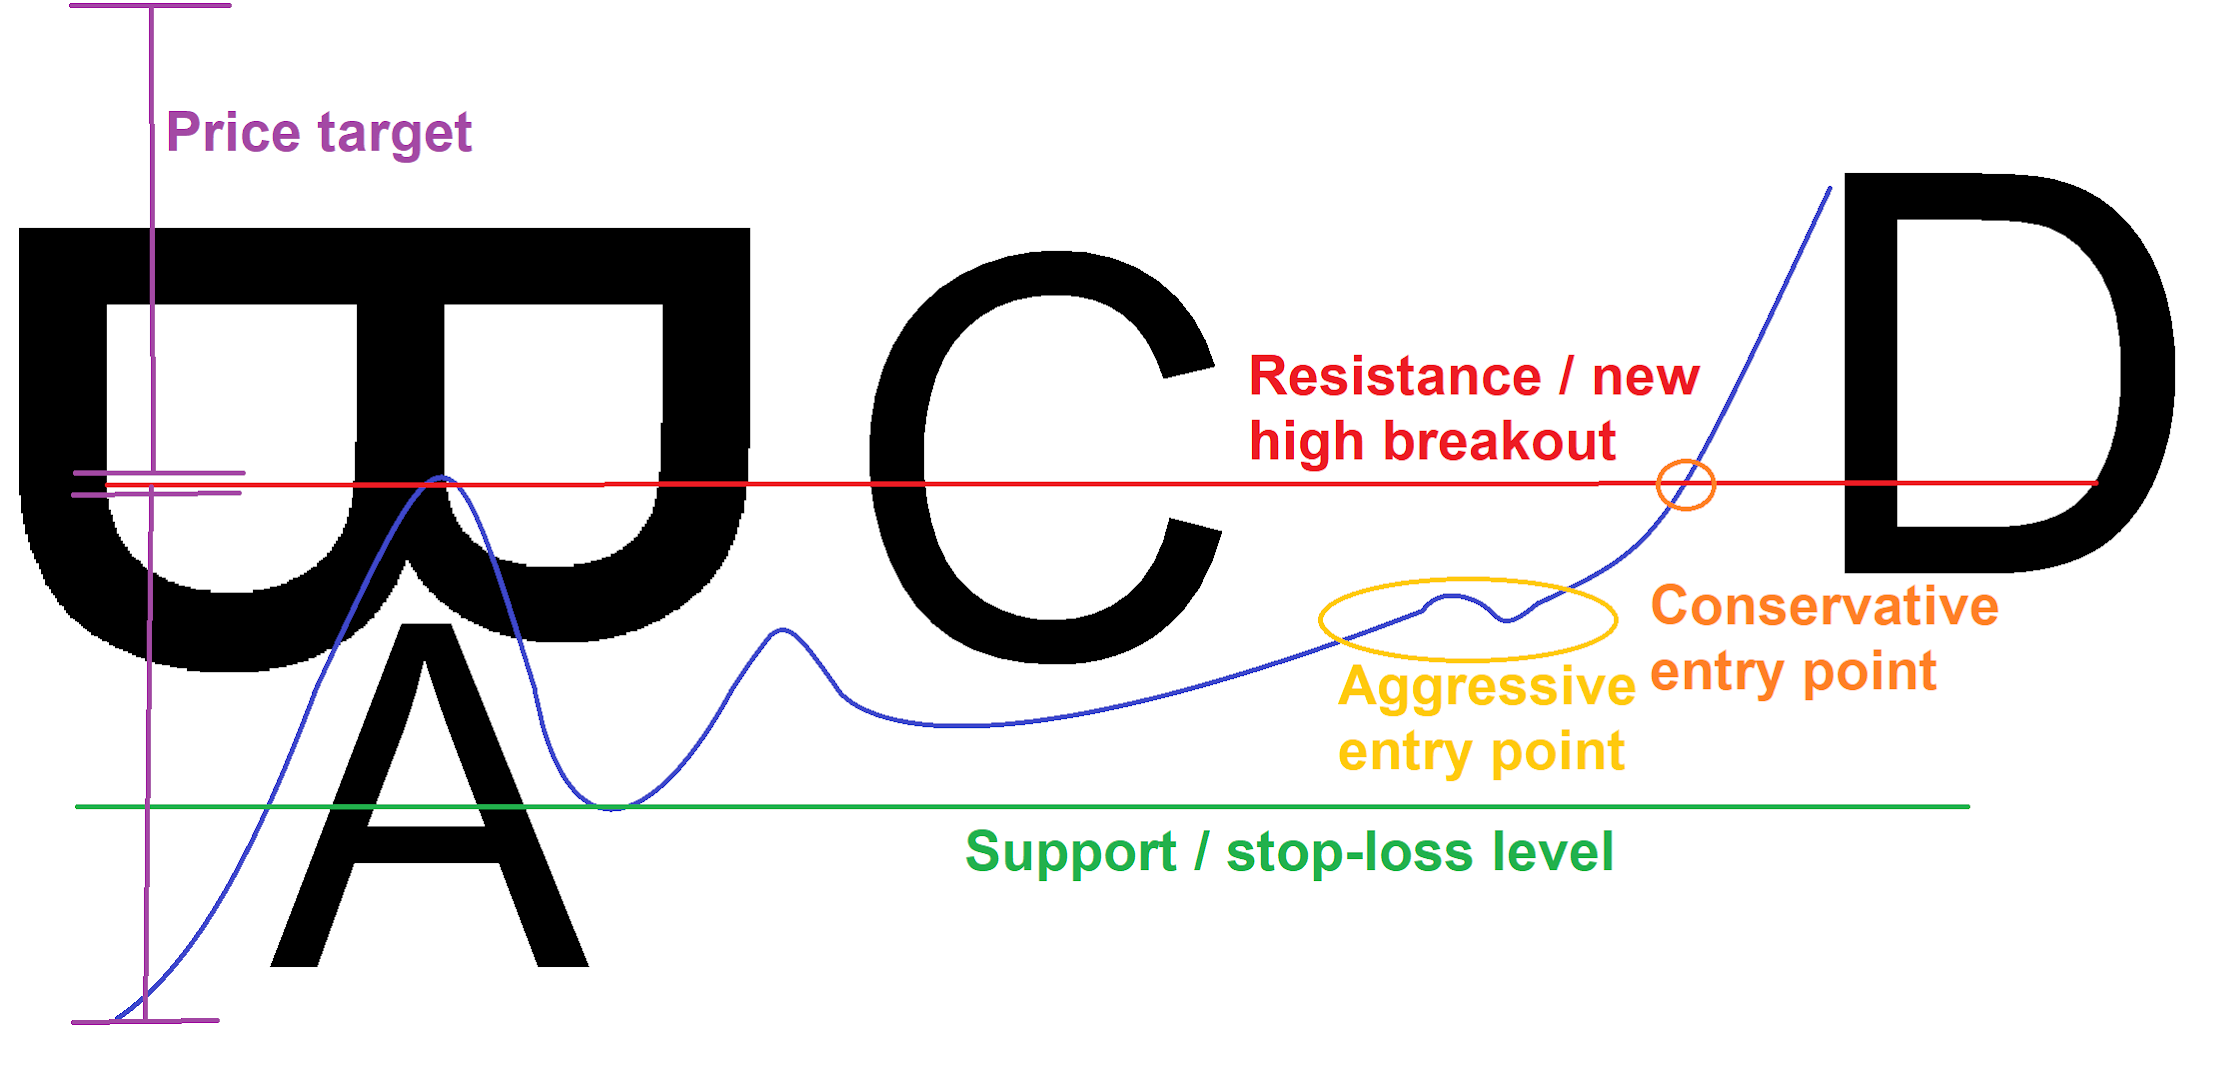 Price target
B
C
D
A
Resistance / new
high breakout
Conservative
entry point
Aggressive
entry point
Support / stop-loss level